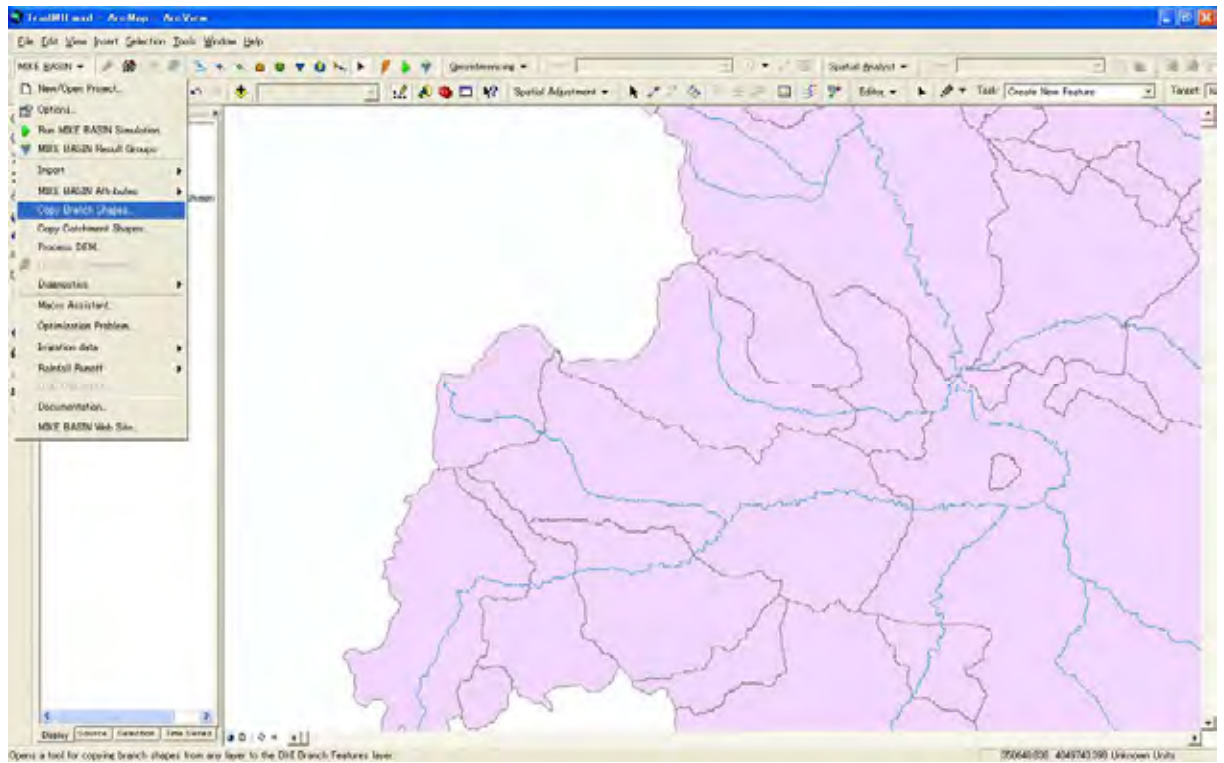 ArcMap - ArcView
File Edit View Insert Selection Tools Window Help
MIKE BASIN Georeferencing Spatial Analyst
New/Open Project...
Spatial Adjustment Editor Task: Create New Feature Target:
Options...
Run MIKE BASIN Simulation
MIKE BASIN Result Groups
Import
MIKE BASIN Attributes
Copy Branch Shapes...
Copy Catchment Shapes...
Process DEM...
Diagnostics
Macro Assistant...
Optimization Problem...
Irrigation data
Rainfall Runoff
Documentation...
MIKE BASIN Web Site...
Display Source Selection Time Series
Opens a tool for copying branch shapes from any layer to the DHI Branch Features layer.
Unknown Units